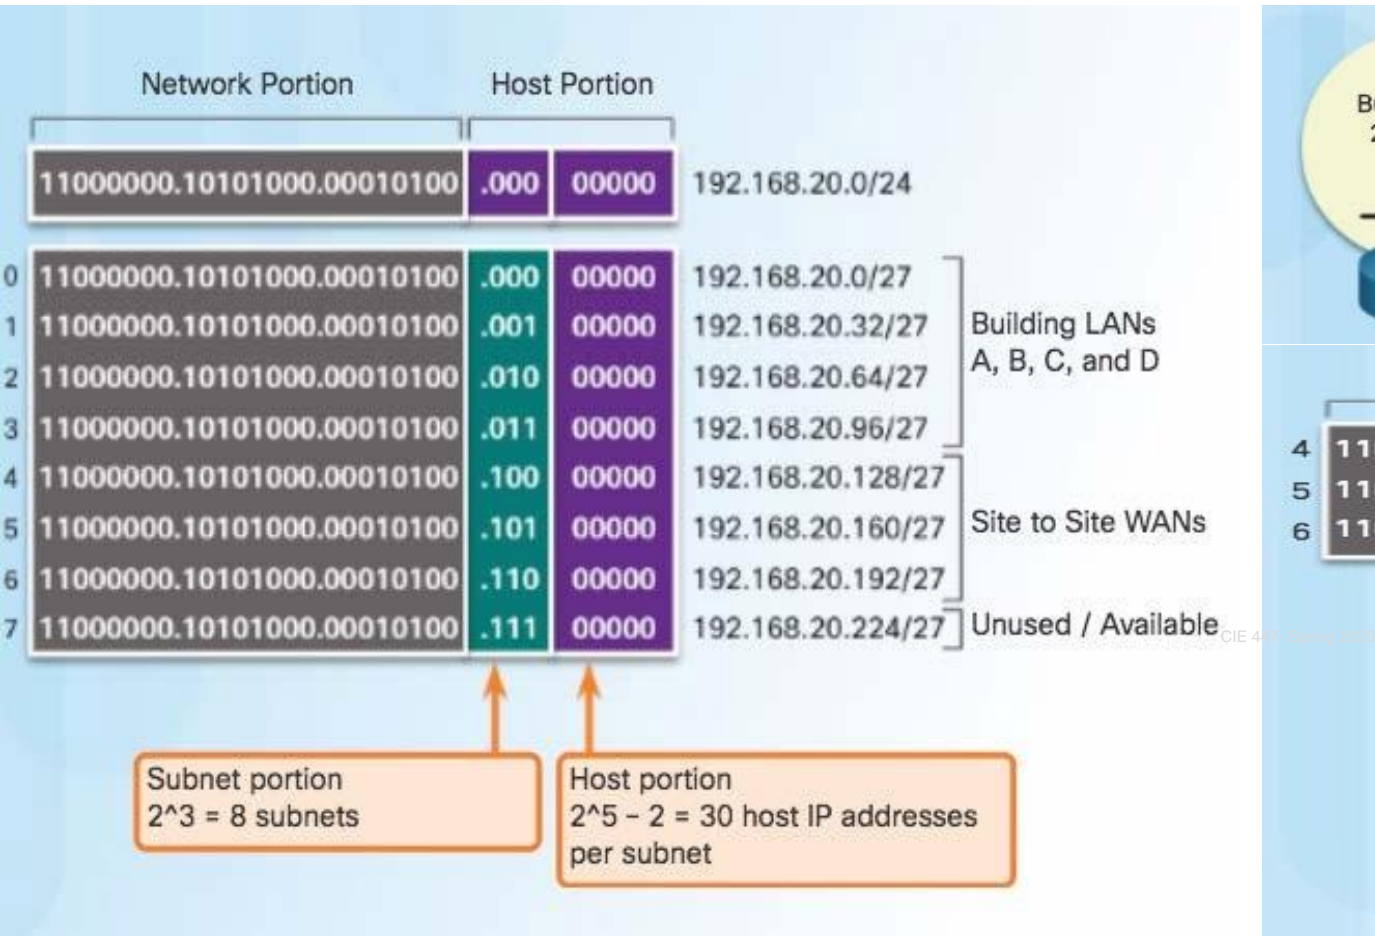 Network Portion Host Portion
11000000.10101000.00010100 .000 00000 192.168.20.0/24
0 11000000.10101000.00010100 .000 00000 192.168.20.0/27
1 11000000.10101000.00010100 .001 00000 192.168.20.32/27
2 11000000.10101000.00010100 .010 00000 192.168.20.64/27
3 11000000.10101000.00010100 .011 00000 192.168.20.96/27
Building LANs
A, B, C, and D
4 11000000.10101000.00010100 .100 00000 192.168.20.128/27
5 11000000.10101000.00010100 .101 00000 192.168.20.160/27
6 11000000.10101000.00010100 .110 00000 192.168.20.192/27
Site to Site WANs
7 11000000.10101000.00010100 .111 00000 192.168.20.224/27 Unused / Available
Subnet portion
2^3 = 8 subnets
Host portion
2^5 – 2 = 30 host IP addresses
per subnet
CIE 4
4 11
5 11
6 11